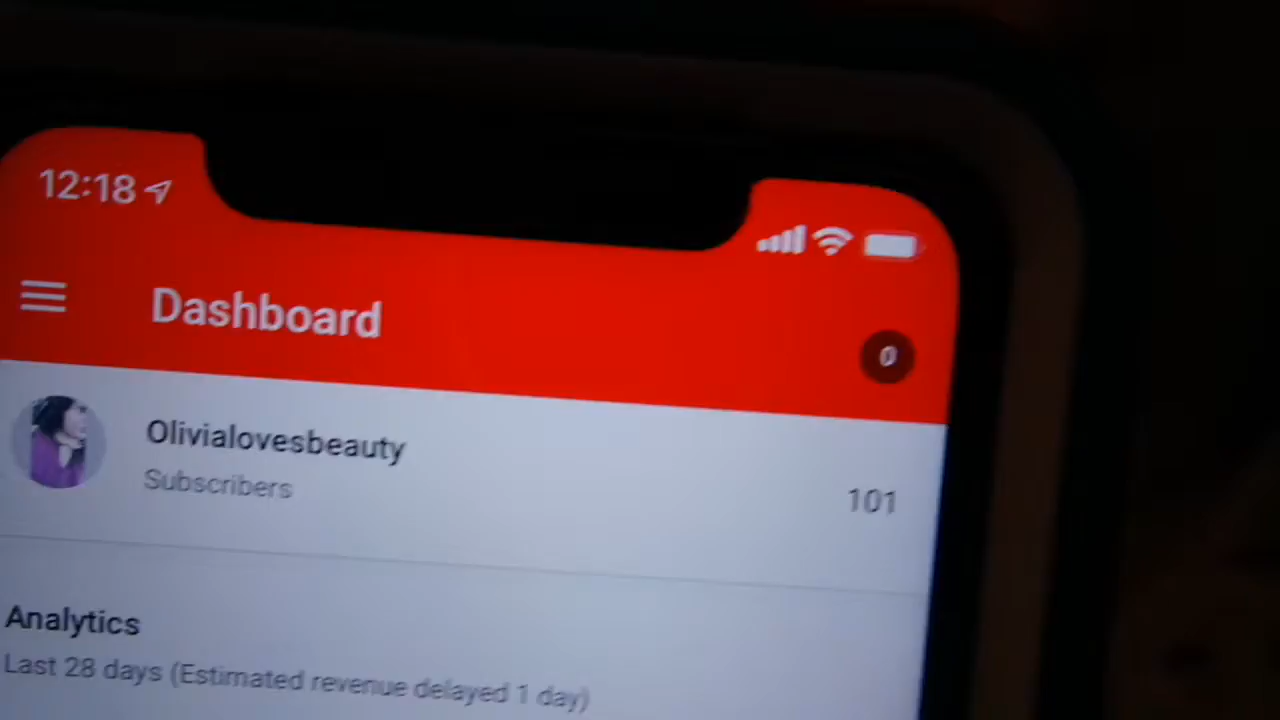 12:18
Dashboard
0
Olivialovesbeauty
Subscribers
101
Analytics
Last 28 days (Estimated revenue delayed 1 day)